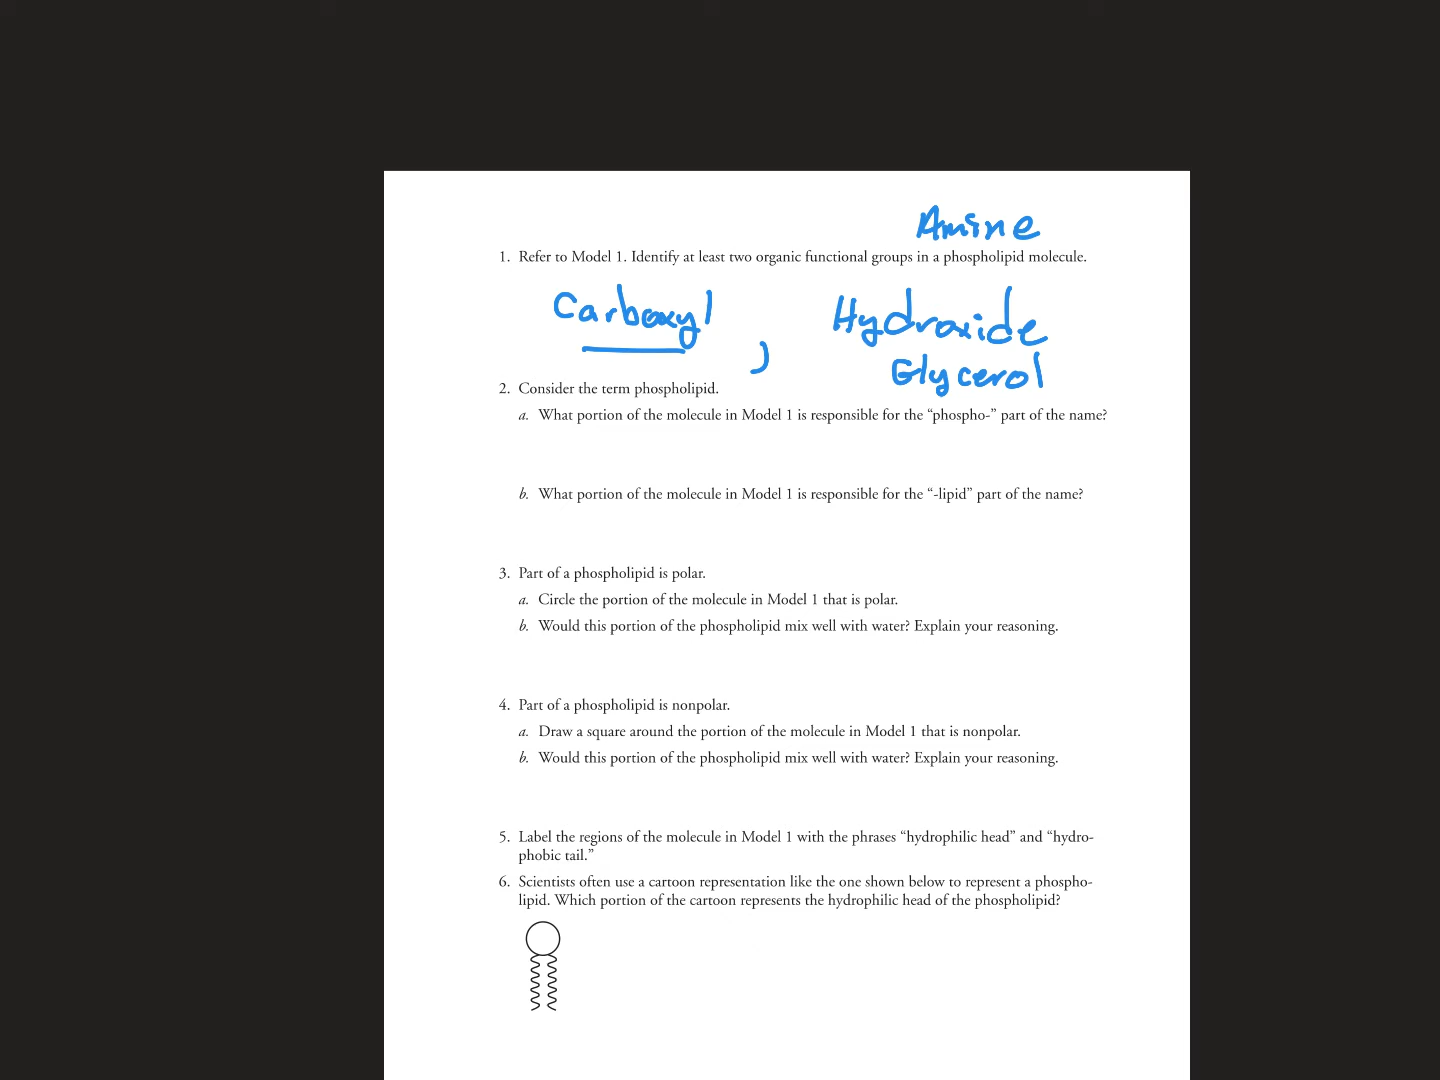 Amine
1. Refer to Model 1. Identify at least two organic functional groups in a phospholipid molecule.
Carboxyl , Hydroxide
Glycerol
2. Consider the term phospholipid.
a. What portion of the molecule in Model 1 is responsible for the “phospho-” part of the name?
b. What portion of the molecule in Model 1 is responsible for the “-lipid” part of the name?
3. Part of a phospholipid is polar.
a. Circle the portion of the molecule in Model 1 that is polar.
b. Would this portion of the phospholipid mix well with water? Explain your reasoning.
4. Part of a phospholipid is nonpolar.
a. Draw a square around the portion of the molecule in Model 1 that is nonpolar.
b. Would this portion of the phospholipid mix well with water? Explain your reasoning.
5. Label the regions of the molecule in Model 1 with the phrases “hydrophilic head” and “hydro-
phobic tail.”
6. Scientists often use a cartoon representation like the one shown below to represent a phospho-
lipid. Which portion of the cartoon represents the hydrophilic head of the phospholipid?